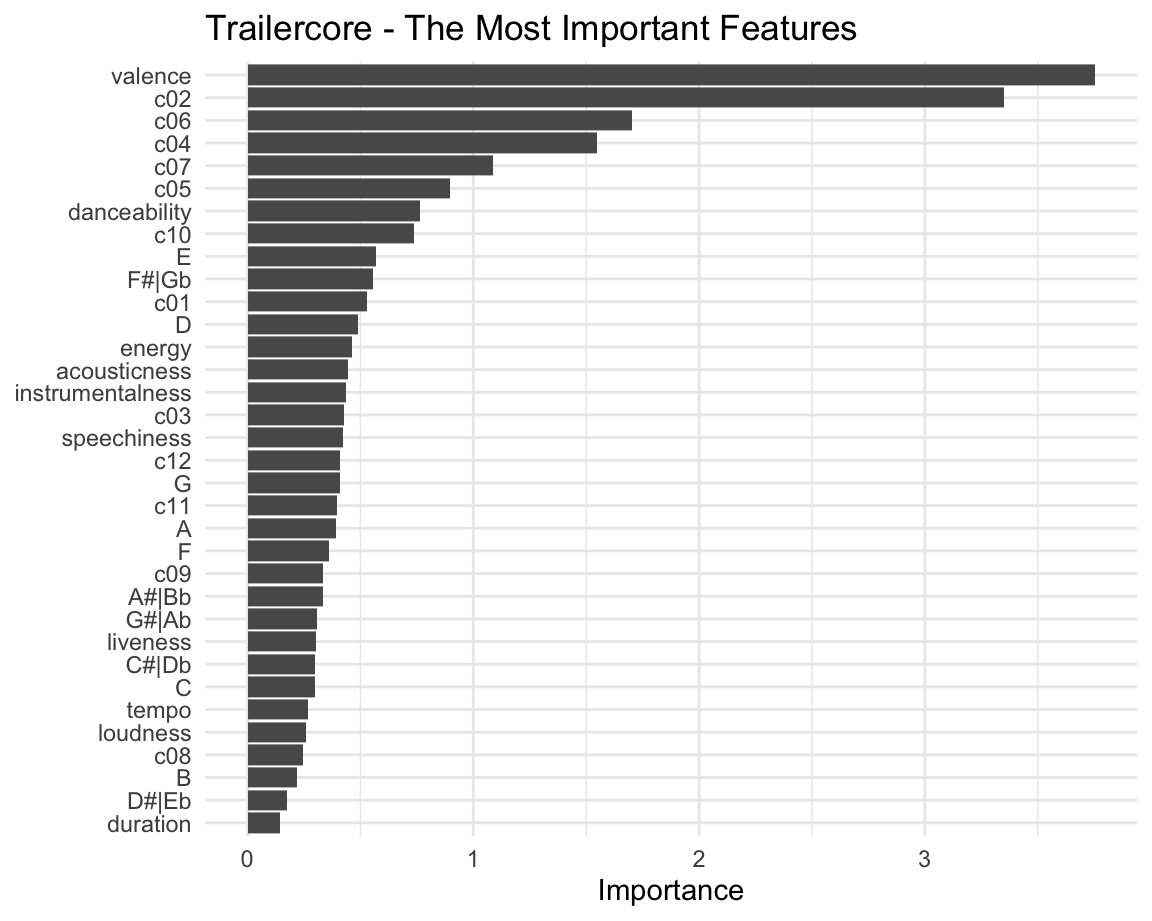 Trailercore - The Most Important Features
valence
c02
c06
c04
c07
c05
danceability
c10
E
F#|Gb
c01
D
energy
acousticness
instrumentalness
c03
speechiness
c12
G
c11
A
F
c09
A#|Bb
G#|Ab
liveness
C#|Db
C
tempo
loudness
c08
B
D#|Eb
duration
0 1 2 3
Importance